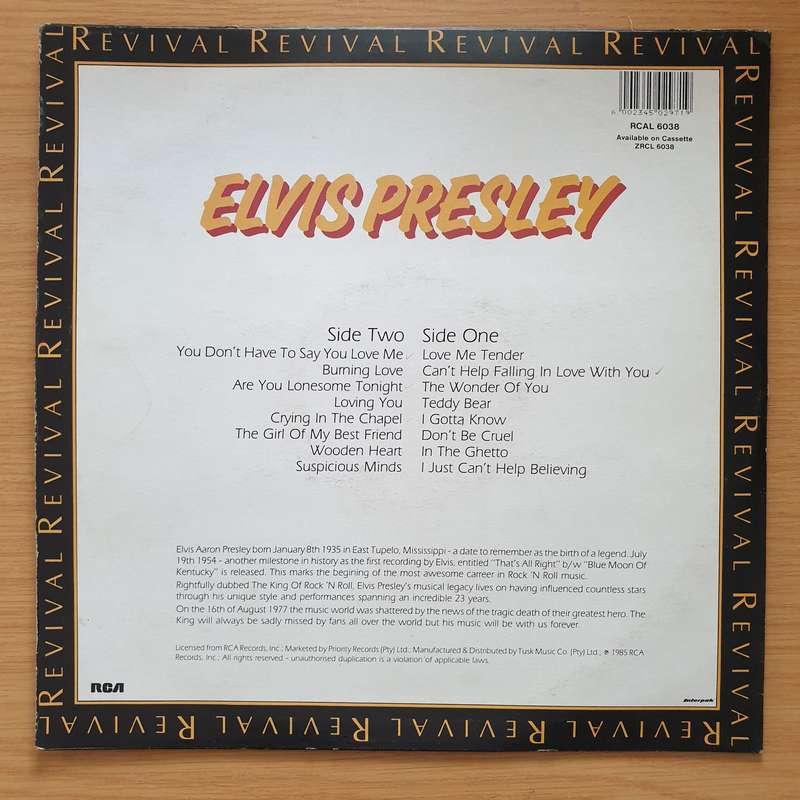 REVIVAL REVIVAL REVIVAL REVIVAL
REVIVAL REVIVAL REVIVAL REVIVAL
6 002345 029719
RCAL 6038
Available on Cassette
ZRCL 6038
ELVIS PRESLEY
Side Two
You Don't Have To Say You Love Me
Burning Love
Are You Lonesome Tonight
Loving You
Crying In The Chapel
The Girl Of My Best Friend
Wooden Heart
Suspicious Minds
Side One
Love Me Tender
Can't Help Falling In Love With You
The Wonder Of You
Teddy Bear
I Gotta Know
Don't Be Cruel
In The Ghetto
I Just Can't Help Believing
Elvis Aaron Presley born January 8th 1935 in East Tupelo, Mississippi - a date to remember as the birth of a legend. July
19th 1954 - another milestone in history as the first recording by Elvis, entitled "That's All Right" b/w "Blue Moon Of
Kentucky" is released. This marks the begining of the most awesome carreer in Rock 'N Roll music.
Rightfully dubbed The King Of Rock 'N Roll, Elvis Presley's musical legacy lives on having influenced countless stars
through his unique style and performances spanning an incredible 23 years.
On the 16th of August 1977 the music world was shattered by the news of the tragic death of their greatest hero. The
King will always be sadly missed by fans all over the world but his music will be with us forever.
Licensed from RCA Records, Inc.; Marketed by Priority Records (Pty) Ltd.; Manufactured & Distributed by Tusk Music Co. (Pty) Ltd.; ℗ 1985 RCA
Records, Inc.; All rights reserved - unauthorised duplication is a violation of applicable laws.
RCA
Interpak
REVIVAL REVIVAL REVIVAL REVIVAL
REVIVAL REVIVAL REVIVAL REVIVAL